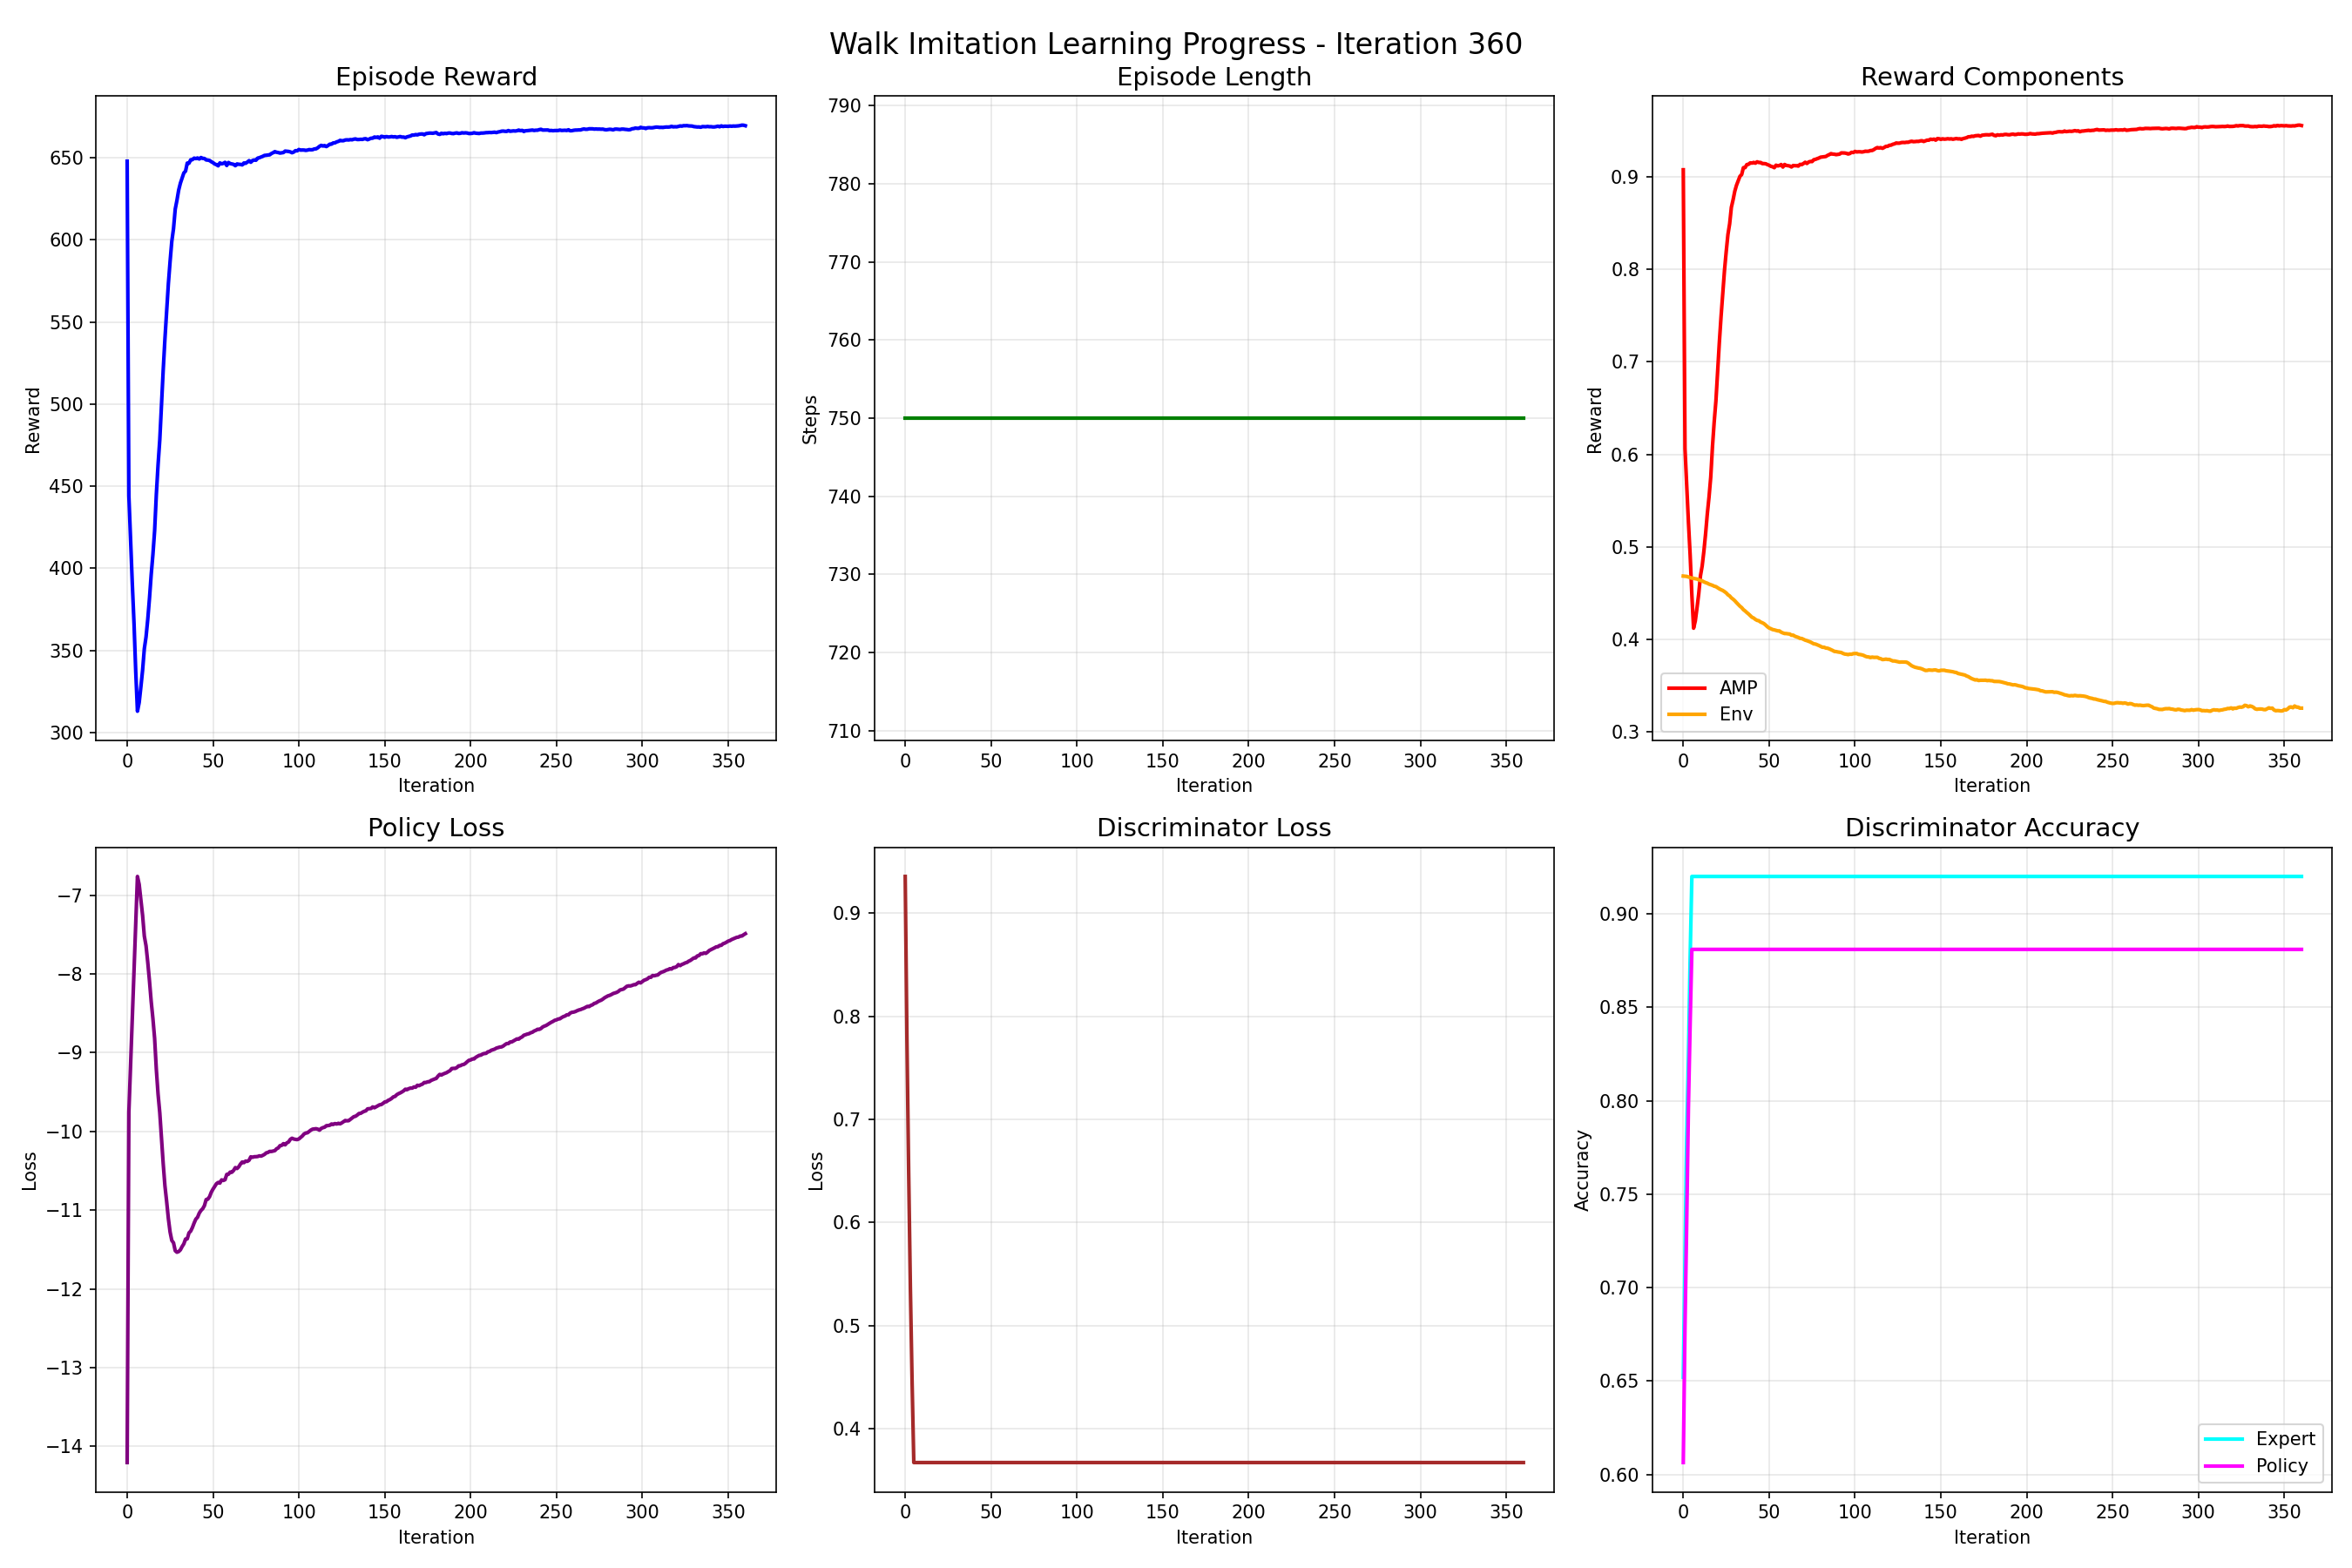 Walk Imitation Learning Progress - Iteration 360
Episode Reward
Reward
650
600
550
500
450
400
350
300
0 50 100 150 200 250 300 350
Iteration
Episode Length
Steps
790
780
770
760
750
740
730
720
710
0 50 100 150 200 250 300 350
Iteration
Reward Components
Reward
0.9
0.8
0.7
0.6
0.5
0.4
0.3
AMP
Env
0 50 100 150 200 250 300 350
Iteration
Policy Loss
Loss
−7
−8
−9
−10
−11
−12
−13
−14
0 50 100 150 200 250 300 350
Iteration
Discriminator Loss
Loss
0.9
0.8
0.7
0.6
0.5
0.4
0 50 100 150 200 250 300 350
Iteration
Discriminator Accuracy
Accuracy
0.90
0.85
0.80
0.75
0.70
0.65
0.60
Expert
Policy
0 50 100 150 200 250 300 350
Iteration